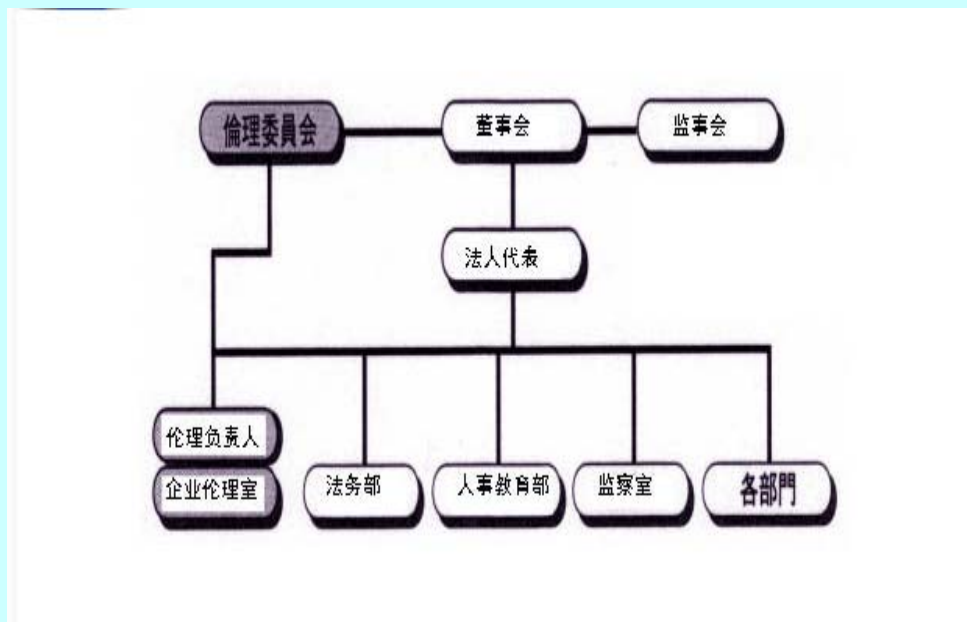 倫理委員会
董事会
监事会
法人代表
伦理负责人
企业伦理室
法务部
人事教育部
监察室
各部門